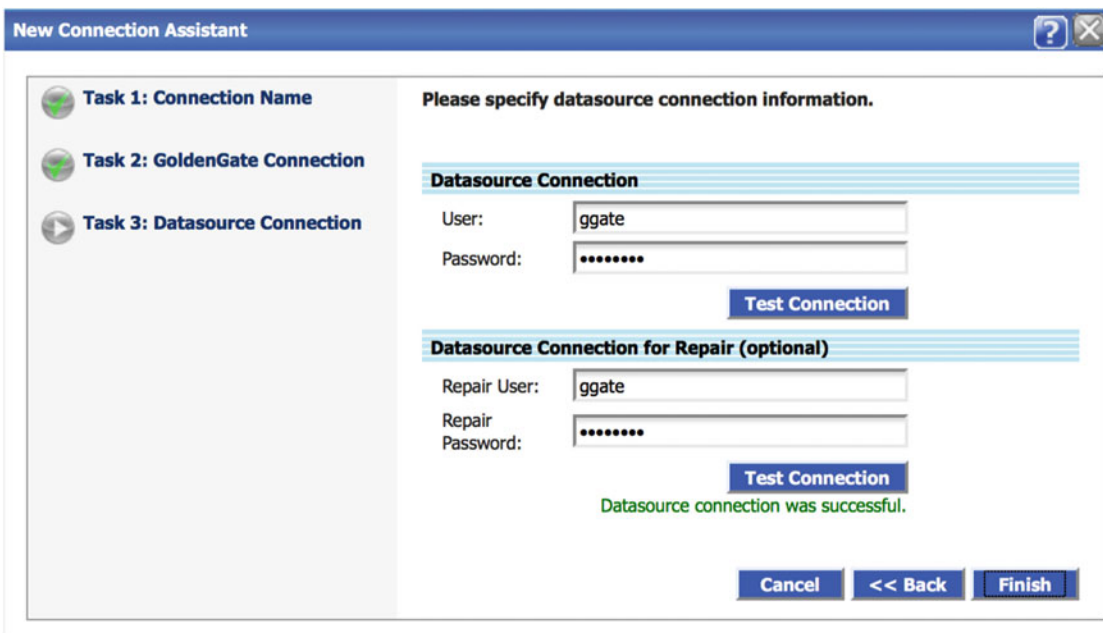 New Connection Assistant
?
Task 1: Connection Name
Task 2: GoldenGate Connection
Task 3: Datasource Connection
Please specify datasource connection information.
Datasource Connection
User: ggate
Password: ••••••••
Test Connection
Datasource Connection for Repair (optional)
Repair User: ggate
Repair
Password: ••••••••
Test Connection
Datasource connection was successful.
Cancel << Back Finish